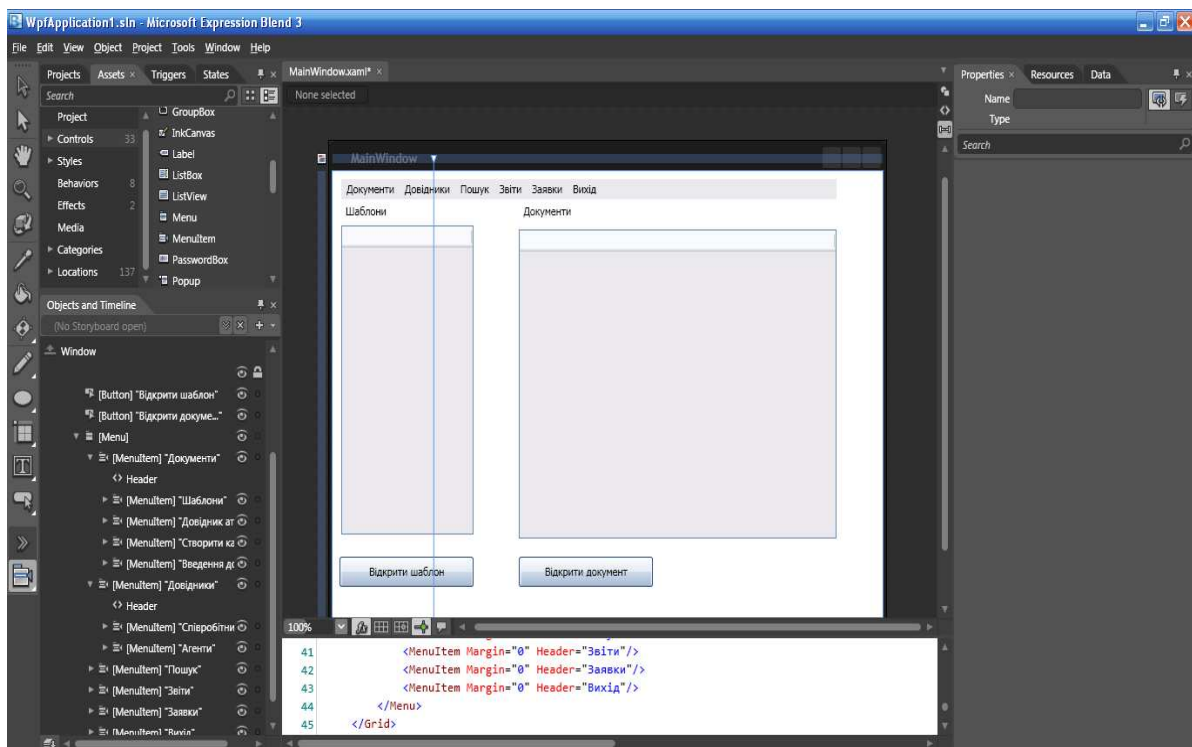 WpfApplication1.sln - Microsoft Expression Blend 3
File Edit View Object Project Tools Window Help
Projects Assets × Triggers States
Search
Project
Controls 33
Styles
Behaviors 8
Effects 2
Media
Categories
Locations 137
GroupBox
InkCanvas
Label
ListBox
ListView
Menu
MenuItem
PasswordBox
Popup
Objects and Timeline
(No Storyboard open)
Window
[Button] "Відкрити шаблон"
[Button] "Відкрити докуме..."
[Menu]
[MenuItem] "Документи"
Header
[MenuItem] "Шаблони"
[MenuItem] "Довідник ат
[MenuItem] "Створити ка
[MenuItem] "Введення до
[MenuItem] "Довідники"
Header
[MenuItem] "Співробітни
[MenuItem] "Агенти"
[MenuItem] "Пошук"
[MenuItem] "Звіти"
[MenuItem] "Заявки"
[MenuItem] "Вихід"
MainWindow.xaml* ×
None selected
MainWindow
Документи Довідники Пошук Звіти Заявки Вихід
Шаблони Документи
Відкрити шаблон Відкрити документ
100%
41 <MenuItem Margin="0" Header="Звіти"/>
42 <MenuItem Margin="0" Header="Заявки"/>
43 <MenuItem Margin="0" Header="Вихід"/>
44 </Menu>
45 </Grid>
Properties × Resources Data
Name
Type
Search